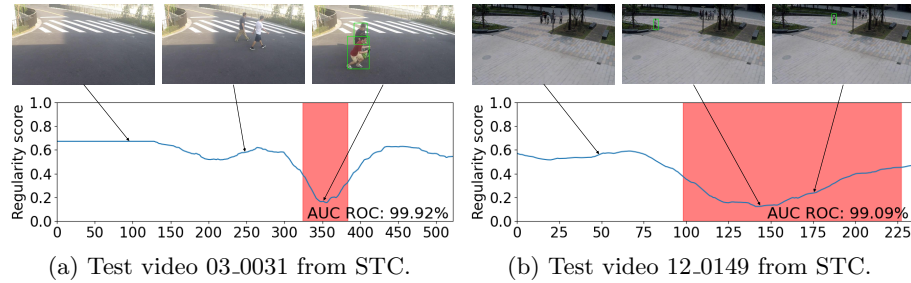 Regularity score
1.0
0.8
0.6
0.4
0.2
0.0
AUC ROC: 99.92%
0 50 100 150 200 250 300 350 400 450 500
(a) Test video 03_0031 from STC.
Regularity score
1.0
0.8
0.6
0.4
0.2
0.0
AUC ROC: 99.09%
0 25 50 75 100 125 150 175 200 225
(b) Test video 12_0149 from STC.